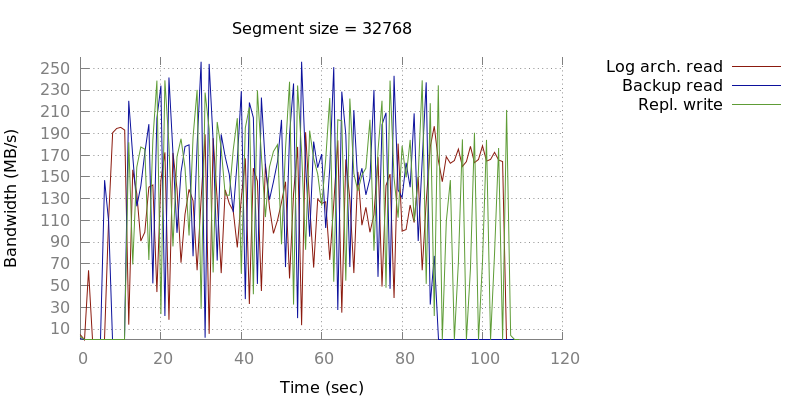 Segment size = 32768
Log arch. read
Backup read
Repl. write
Bandwidth (MB/s)
250
230
210
190
170
150
130
110
90
70
50
30
10
0 20 40 60 80 100 120
Time (sec)